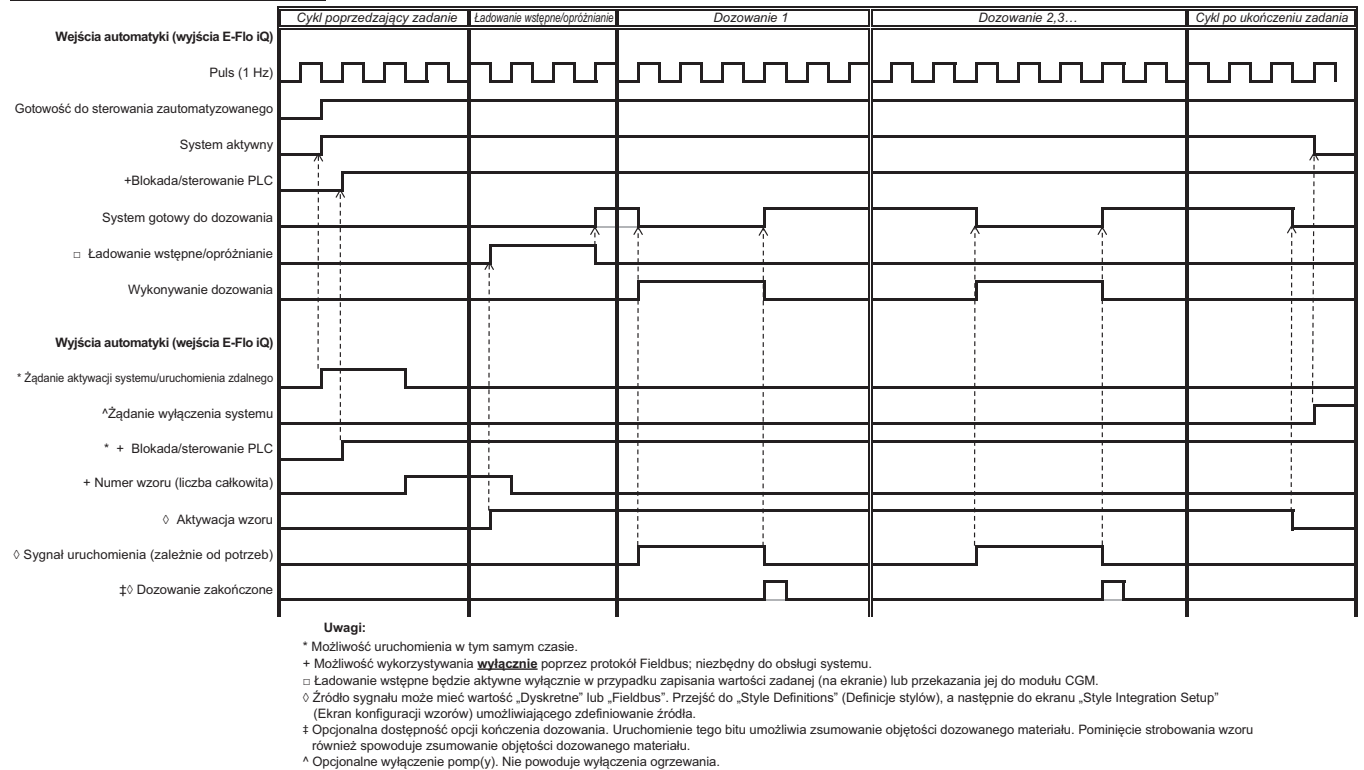 Cykl poprzedzający zadanie
Ładowanie wstępne/opróżnianie
Dozowanie 1
Dozowanie 2,3…
Cykl po ukończeniu zadania
Wejścia automatyki (wyjścia E-Flo iQ)
Puls (1 Hz)
Gotowość do sterowania zautomatyzowanego
System aktywny
+Blokada/sterowanie PLC
System gotowy do dozowania
□ Ładowanie wstępne/opróżnianie
Wykonywanie dozowania
Wyjścia automatyki (wejścia E-Flo iQ)
* Żądanie aktywacji systemu/uruchomienia zdalnego
^Żądanie wyłączenia systemu
* + Blokada/sterowanie PLC
+ Numer wzoru (liczba całkowita)
◊ Aktywacja wzoru
◊ Sygnał uruchomienia (zależnie od potrzeb)
‡◊ Dozowanie zakończone
Uwagi:
* Możliwość uruchomienia w tym samym czasie.
+ Możliwość wykorzystywania wyłącznie poprzez protokół Fieldbus; niezbędny do obsługi systemu.
□ Ładowanie wstępne będzie aktywne wyłącznie w przypadku zapisania wartości zadanej (na ekranie) lub przekazania jej do modułu CGM.
◊ Źródło sygnału może mieć wartość „Dyskretne” lub „Fieldbus”. Przejść do „Style Definitions” (Definicje stylów), a następnie do ekranu „Style Integration Setup”
(Ekran konfiguracji wzorów) umożliwiającego zdefiniowanie źródła.
‡ Opcjonalna dostępność opcji kończenia dozowania. Uruchomienie tego bitu umożliwia zsumowanie objętości dozowanego materiału. Pominięcie strobowania wzoru
również spowoduje zsumowanie objętości dozowanego materiału.
^ Opcjonalne wyłączenie pomp(y). Nie powoduje wyłączenia ogrzewania.